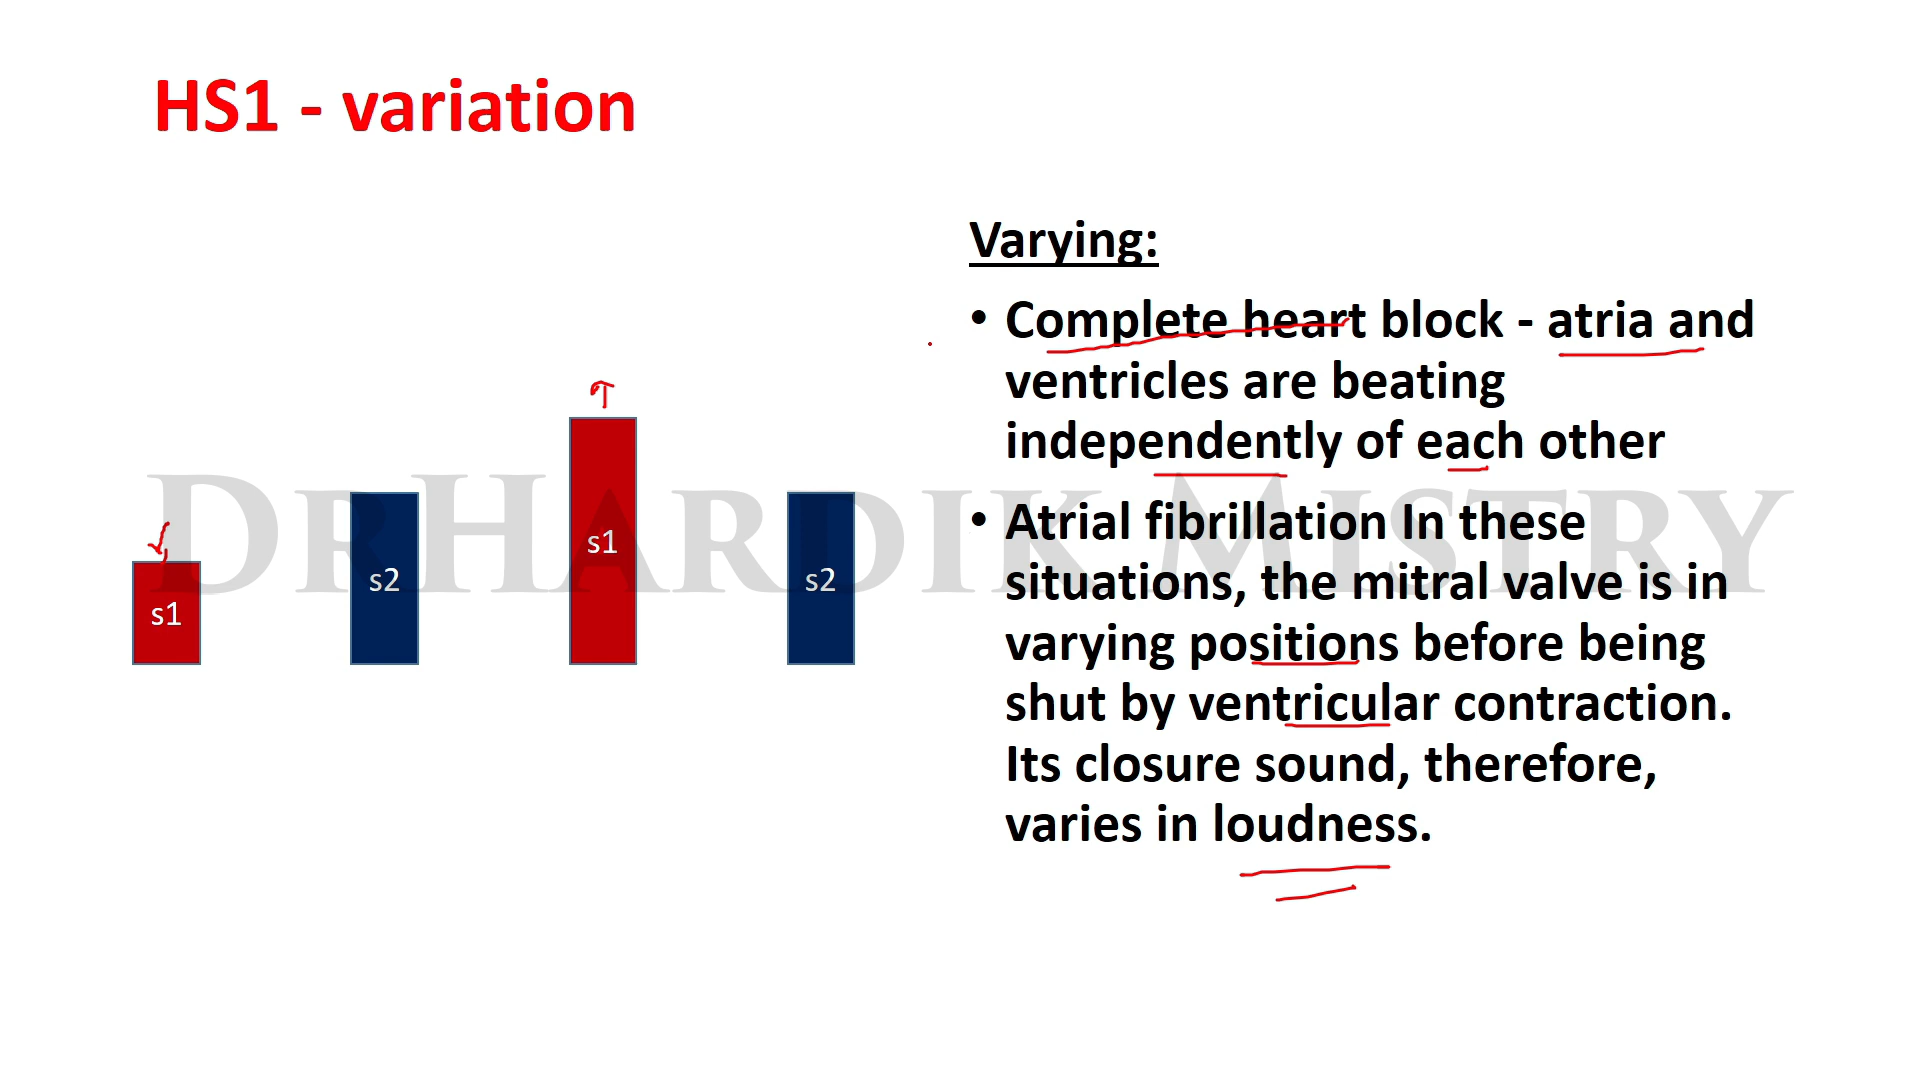 HS1 - variation
Varying:
• Complete heart block - atria and
ventricles are beating
independently of each other
• Atrial fibrillation In these
situations, the mitral valve is in
varying positions before being
shut by ventricular contraction.
Its closure sound, therefore,
varies in loudness.
s1
s2
s1
s2
DrHardik Mistry